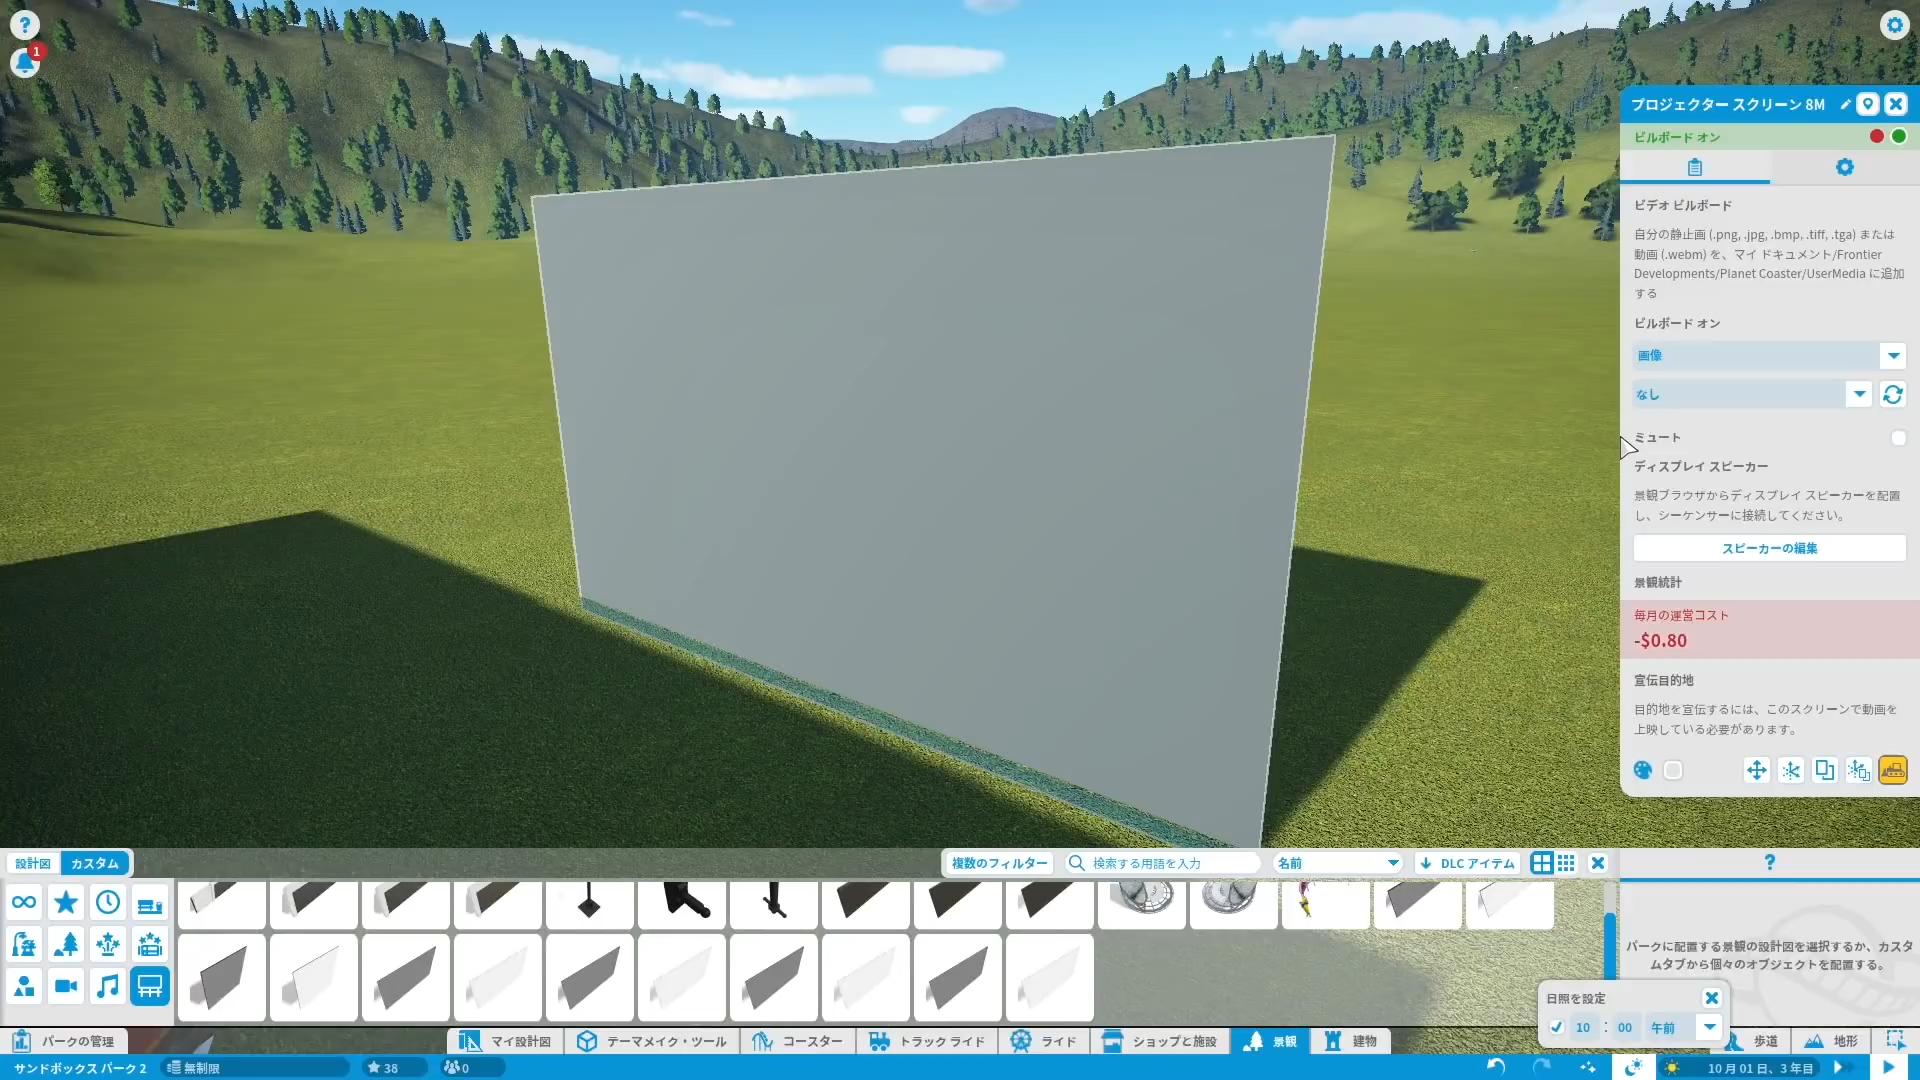 1
プロジェクター スクリーン 8M
ビルボード オン
ビデオ ビルボード
自分の静止画 (.png, .jpg, .bmp, .tiff, .tga) または
動画 (.webm) を、マイ ドキュメント/Frontier
Developments/Planet Coaster/UserMedia に追加
する
ビルボード オン
画像
なし
ミュート
ディスプレイ スピーカー
景観ブラウザからディスプレイ スピーカーを配置
し、シーケンサーに接続してください。
スピーカーの編集
景観統計
毎月の運営コスト
-$0.80
宣伝目的地
目的地を宣伝するには、このスクリーンで動画を
上映している必要があります。
設計図 カスタム 複数のフィルター 検索する用語を入力 名前 DLC アイテム
パークに配置する景観の設計図を選択するか、カスタ
ムタブから個々のオブジェクトを配置する。
日照を設定
10 : 00 午前
パークの管理 マイ設計図 テーマメイク・ツール コースター トラック ライド ライド ショップと施設 景観 建物 歩道 地形
サンドボックス パーク 2 無制限 38 0 10 月 01 日、3 年目